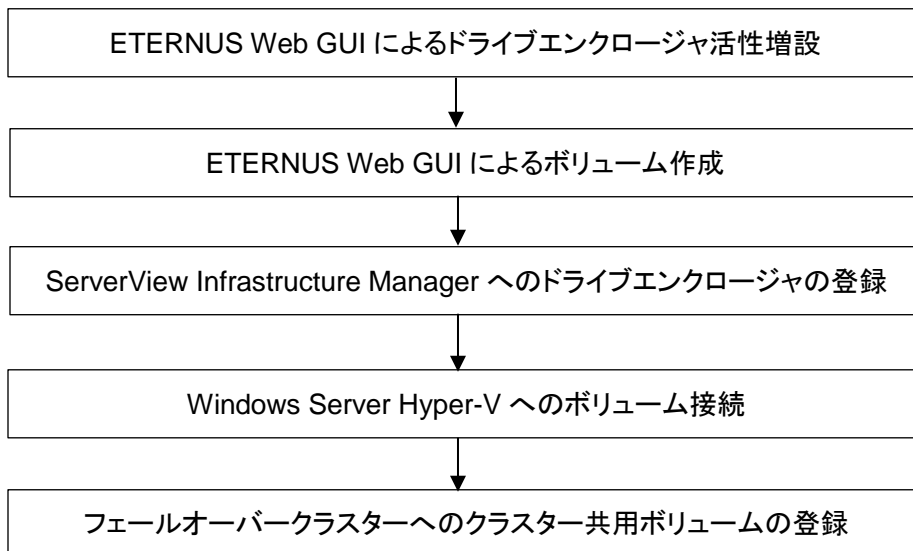 ETERNUS Web GUI によるドライブエンクロージャ活性増設
ETERNUS Web GUI によるボリューム作成
ServerView Infrastructure Manager へのドライブエンクロージャの登録
Windows Server Hyper-V へのボリューム接続
フェールオーバークラスターへのクラスター共用ボリュームの登録